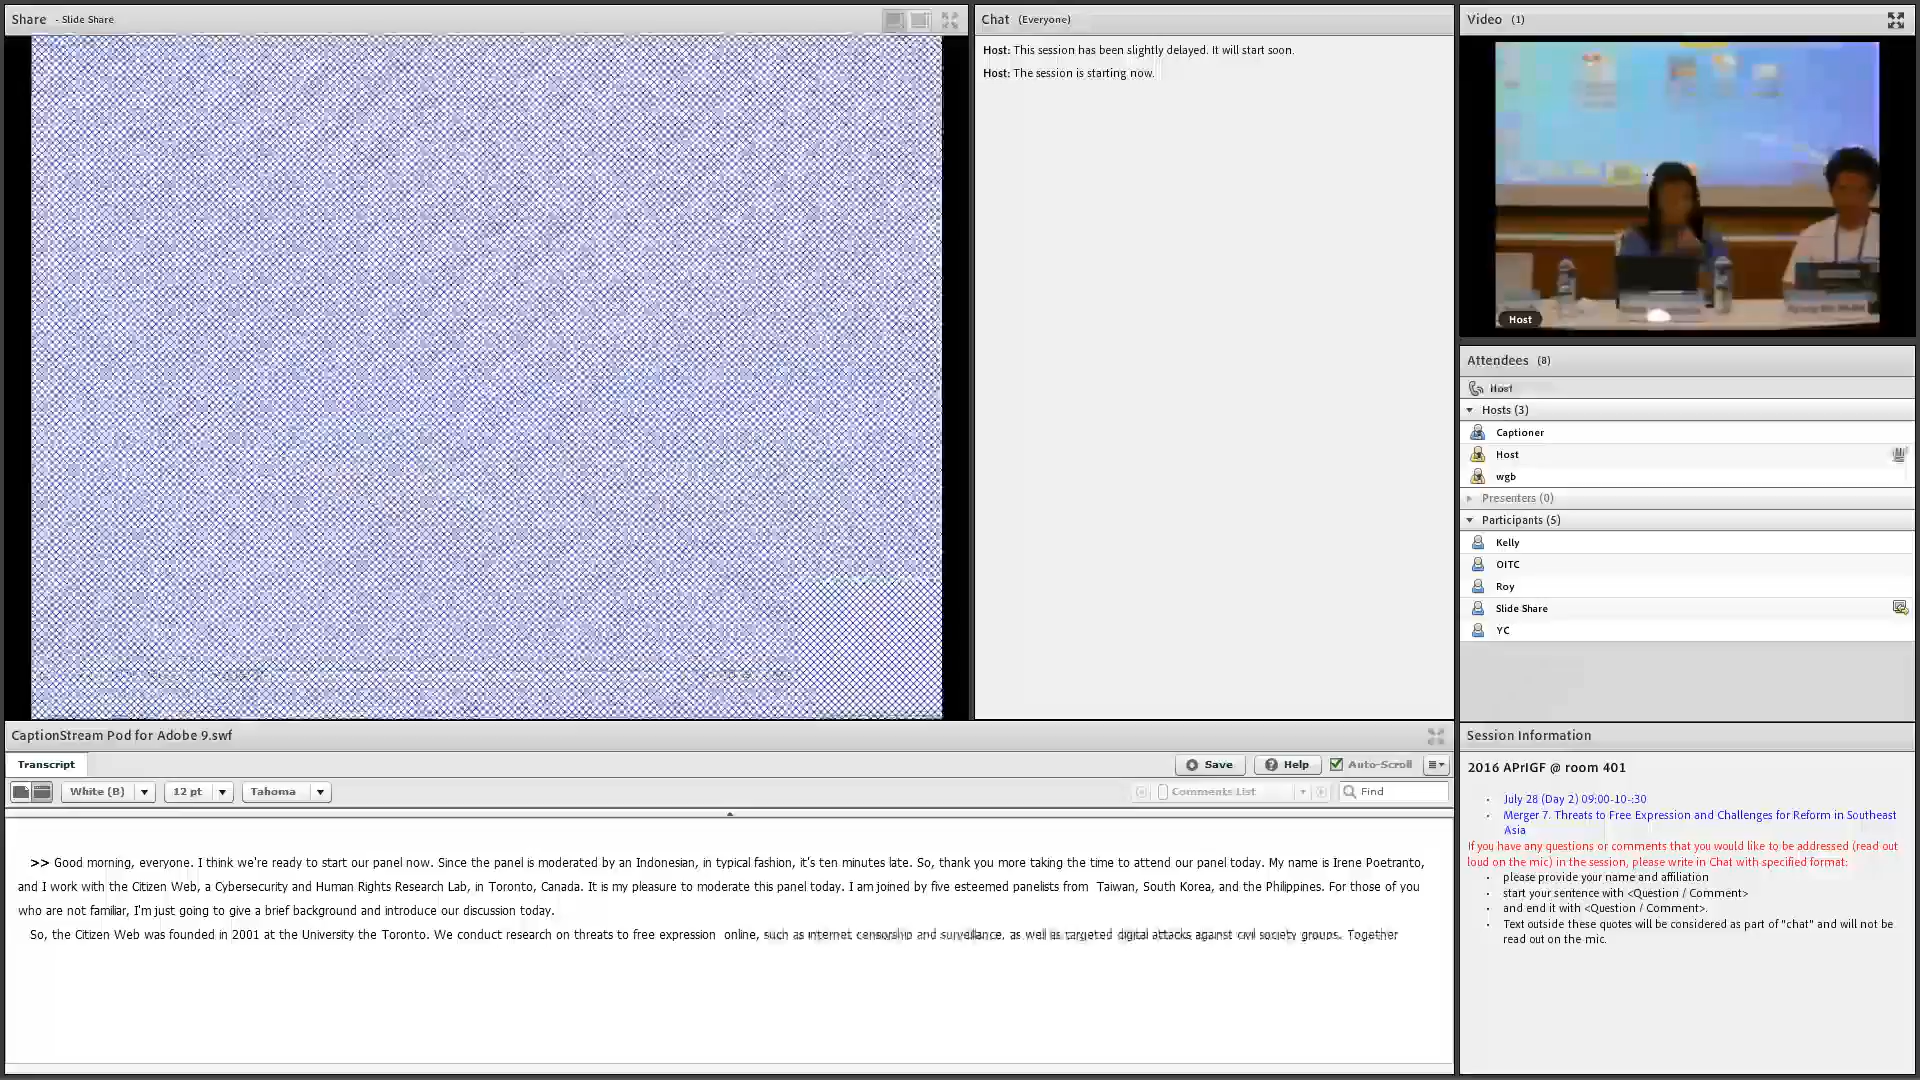 Share - Slide Share
Chat (Everyone)
Host: This session has been slightly delayed. It will start soon.
Host: The session is starting now.
Video (1)
Host
Attendees (8)
Host
Hosts (3)
Captioner
Host
wgb
Presenters (0)
Participants (5)
Kelly
OITC
Roy
Slide Share
YC
CaptionStream Pod for Adobe 9.swf
Transcript
Save
Help
Auto-Scroll
White (B)
12 pt
Tahoma
Comments List
Find
>> Good morning, everyone. I think we're ready to start our panel now. Since the panel is moderated by an Indonesian, in typical fashion, it's ten minutes late. So, thank you more taking the time to attend our panel today. My name is Irene Poetranto,
and I work with the Citizen Web, a Cybersecurity and Human Rights Research Lab, in Toronto, Canada. It is my pleasure to moderate this panel today. I am joined by five esteemed panelists from Taiwan, South Korea, and the Philippines. For those of you
who are not familiar, I'm just going to give a brief background and introduce our discussion today.
So, the Citizen Web was founded in 2001 at the University the Toronto. We conduct research on threats to free expression online, such as internet censorship and surveillance, as well as targeted digital attacks against civil society groups. Together
Session Information
2016 APrIGF @ room 401
July 28 (Day 2) 09:00-10-:30
Merger 7. Threats to Free Expression and Challenges for Reform in Southeast
Asia
If you have any questions or comments that you would like to be addressed (read out
loud on the mic) in the session, please write in Chat with specified format:
please provide your name and affiliation
start your sentence with <Question / Comment>
and end it with <Question / Comment>.
Text outside these quotes will be considered as part of "chat" and will not be
read out on the mic.